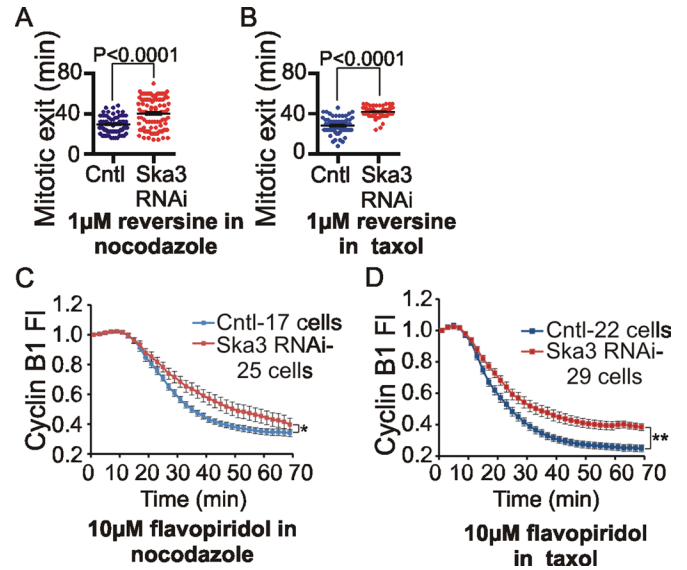 A
B
P<0.0001
P<0.0001
Mitotic exit (min)
80
40
0
Cntl
Ska3
RNAi
1µM reversine in
nocodazole
Mitotic exit (min)
80
40
0
Cntl
Ska3
RNAi
1µM reversine
in taxol
C
D
Cyclin B1 FI
1.2
1.0
0.8
0.6
0.4
0.2
Cntl-17 cells
Ska3 RNAi-
25 cells
*
0 10 20 30 40 50 60 70
Time (min)
10µM flavopiridol in
nocodazole
Cyclin B1 FI
1.2
1.0
0.8
0.6
0.4
0.2
Cntl-22 cells
Ska3 RNAi-
29 cells
**
0 10 20 30 40 50 60 70
Time (min)
10µM flavopiridol
in taxol